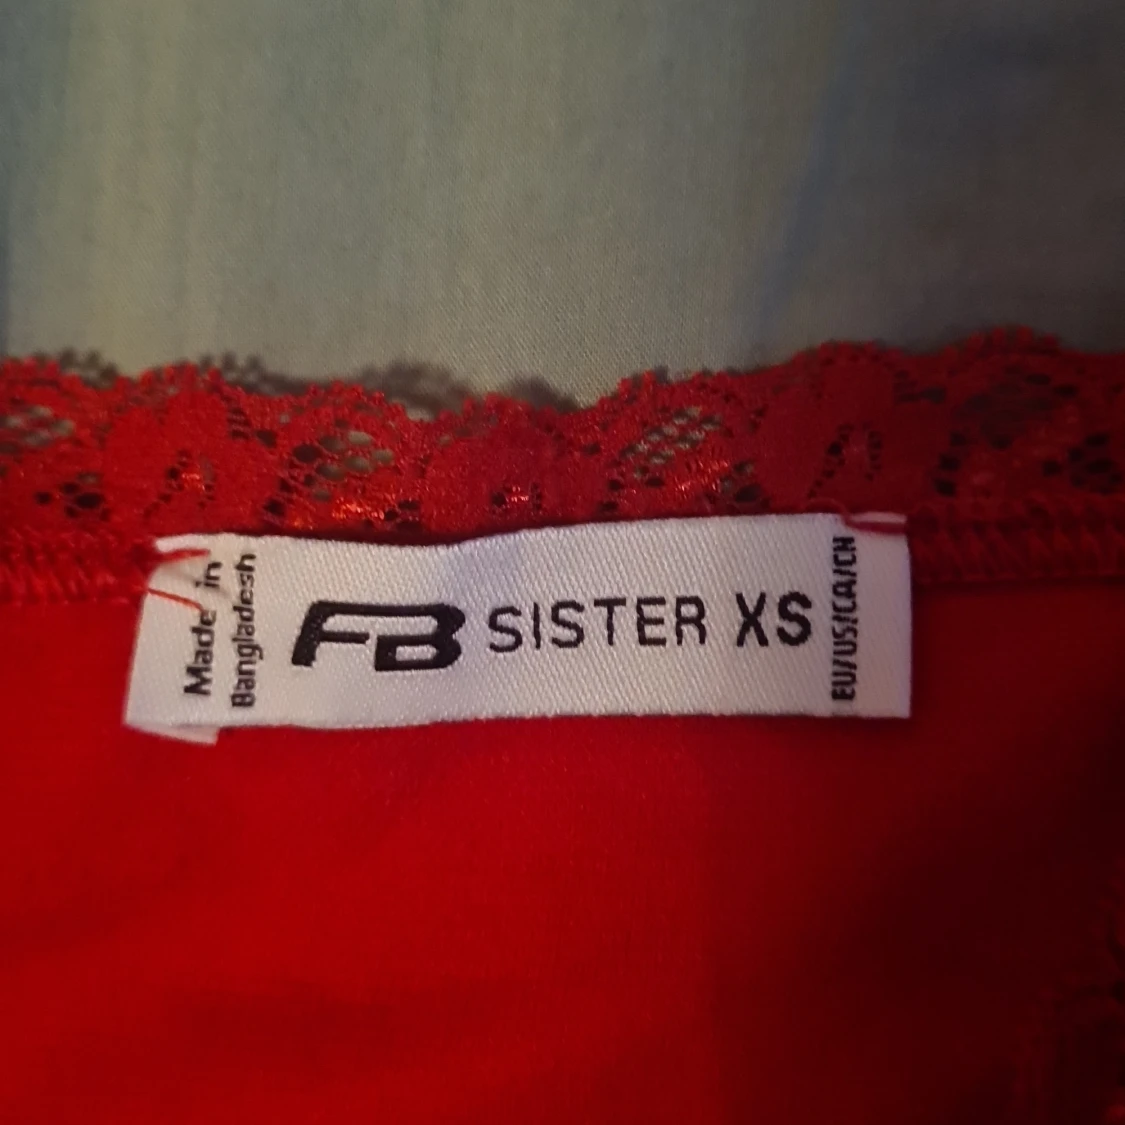 Made in
Bangladesh
FB SISTER XS
EU/US/CA/CH